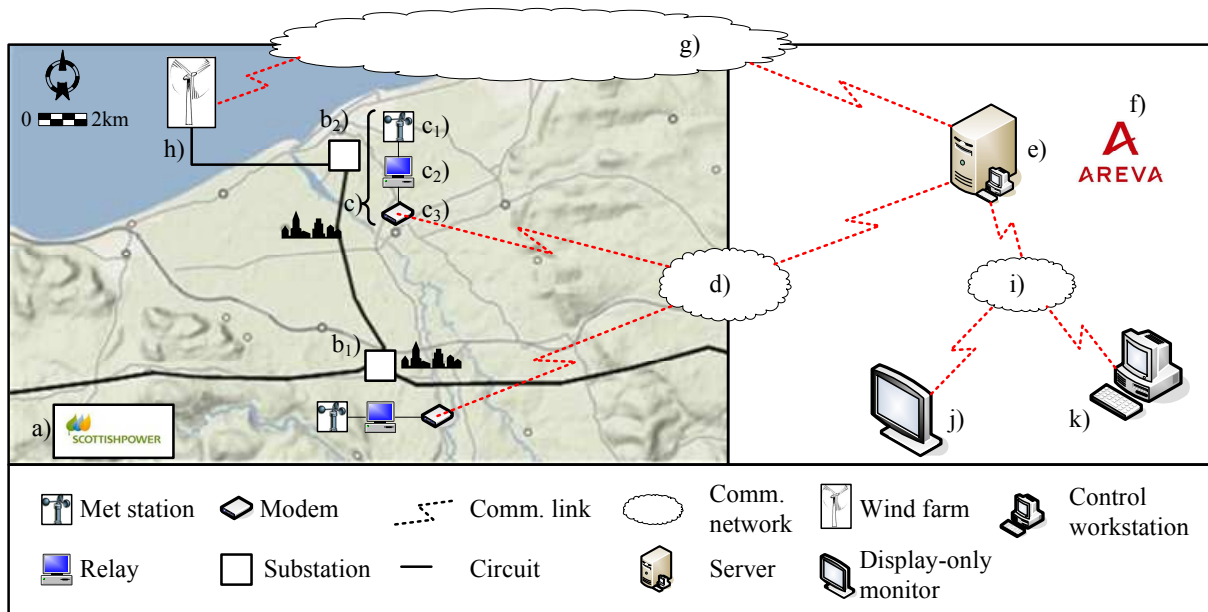 g)
0 2km
h)
b2)
c1)
c2)
c)
c3)
e)
f)
A
AREVA
d)
i)
b1)
a)
SCOTTISHPOWER
j)
k)
Met station
Modem
Comm. link
Comm.
network
Wind farm
Control
workstation
Relay
Substation
Circuit
Server
Display-only
monitor